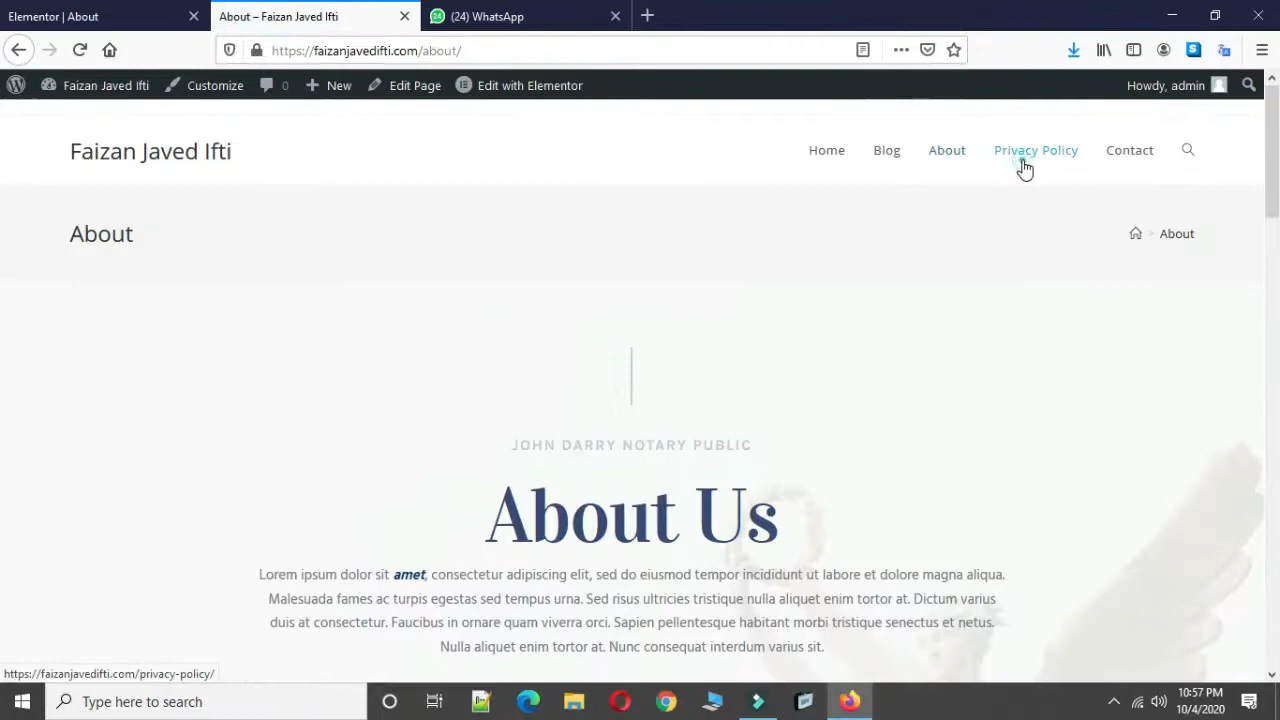 Elementor | About
About – Faizan Javed Ifti
(24) WhatsApp
https://faizanjavedifti.com/about/
Faizan Javed Ifti
Customize
0
New
Edit Page
Edit with Elementor
Howdy, admin
Faizan Javed Ifti
Home
Blog
About
Privacy Policy
Contact
About
> About
JOHN DARRY NOTARY PUBLIC
About Us
Lorem ipsum dolor sit amet, consectetur adipiscing elit, sed do eiusmod tempor incididunt ut labore et dolore magna aliqua.
Malesuada fames ac turpis egestas sed tempus urna. Sed risus ultricies tristique nulla aliquet enim tortor at. Dictum varius
duis at consectetur. Faucibus in ornare quam viverra orci. Sapien pellentesque habitant morbi tristique senectus et netus.
Nulla aliquet enim tortor at. Nunc consequat interdum varius sit.
https://faizanjavedifti.com/privacy-policy/
Type here to search
10:57 PM
10/4/2020